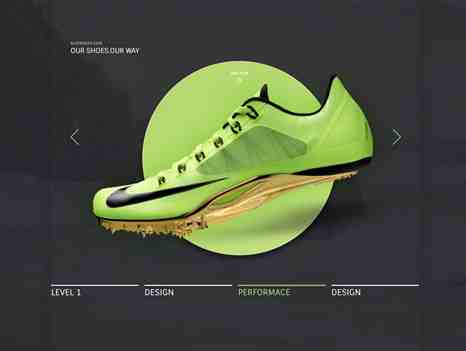 OUR SHOES.OUR WAY
LEVEL 1
DESIGN
PERFORMACE
DESIGN